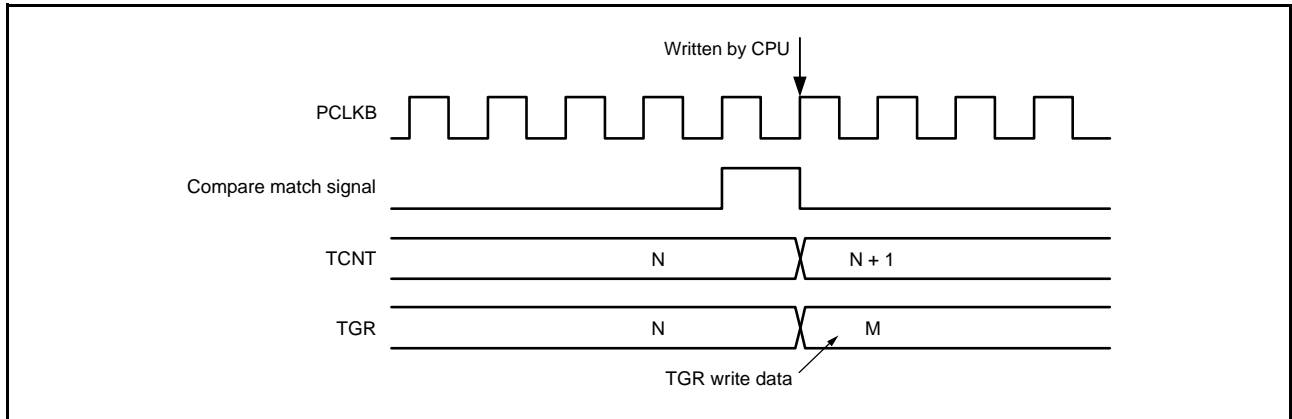 Written by CPU
PCLKB
Compare match signal
TCNT
N
N + 1
TGR
N
M
TGR write data